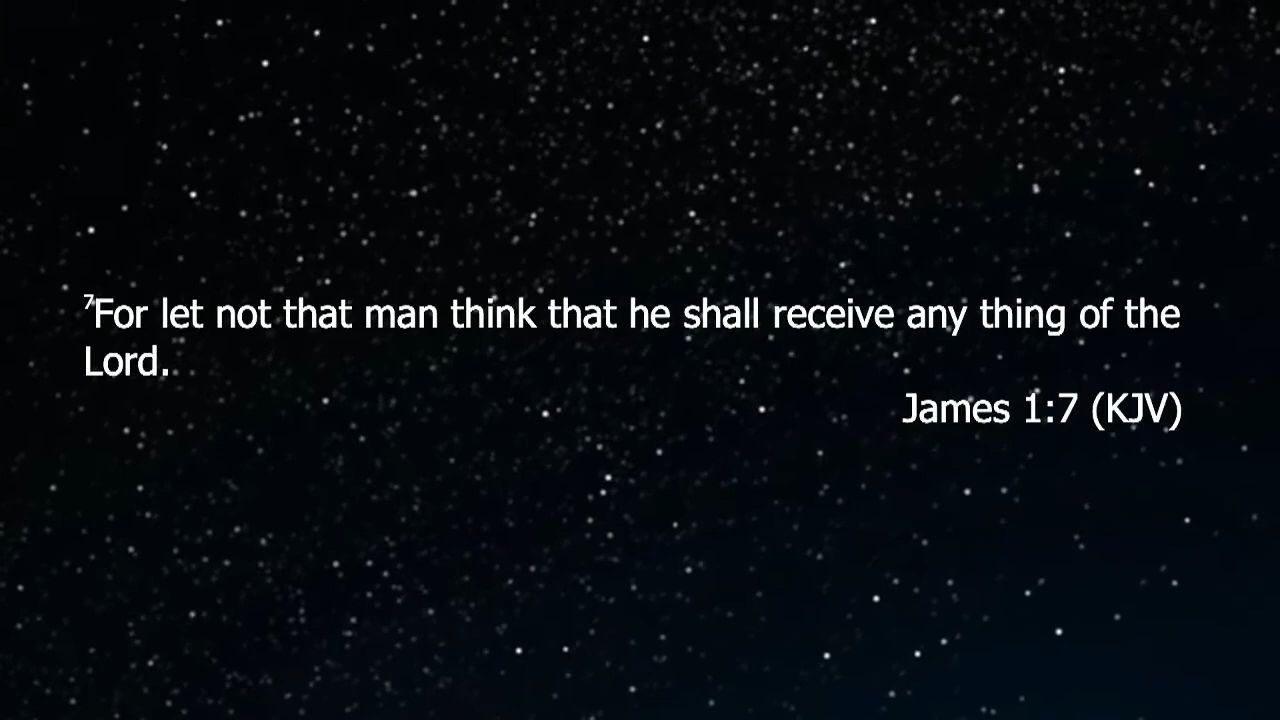 ⁷For let not that man think that he shall receive any thing of the
Lord.
James 1:7 (KJV)